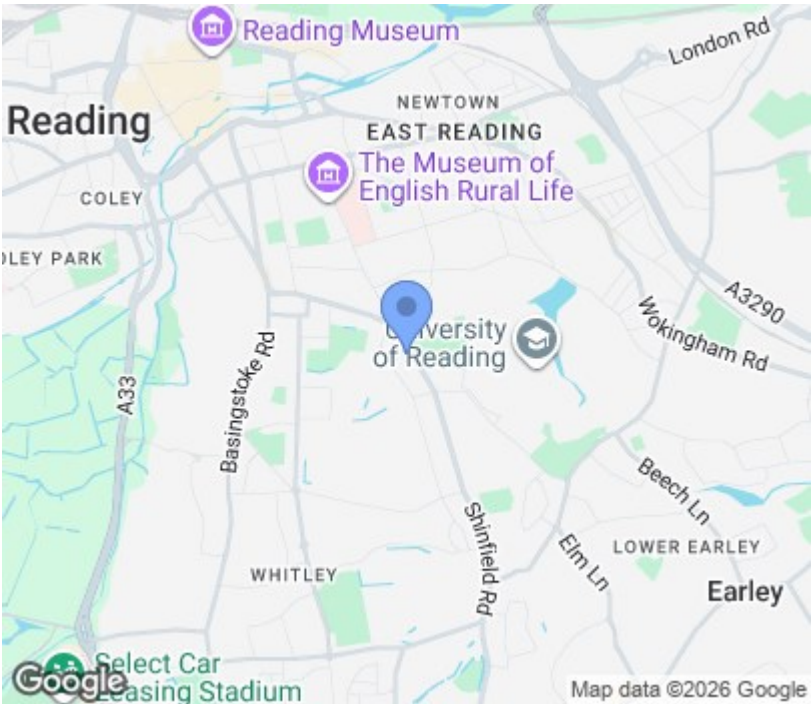 Reading Museum
London Rd
Reading
NEWTOWN
EAST READING
The Museum of
English Rural Life
COLEY
OLEY PARK
A3290
Wokingham Rd
University
of Reading
A33
Basingstoke Rd
Beech Ln
Shinfield Rd
Elm Ln
LOWER EARLEY
WHITLEY
Earley
Select Car
Leasing Stadium
Google
Map data ©2026 Google